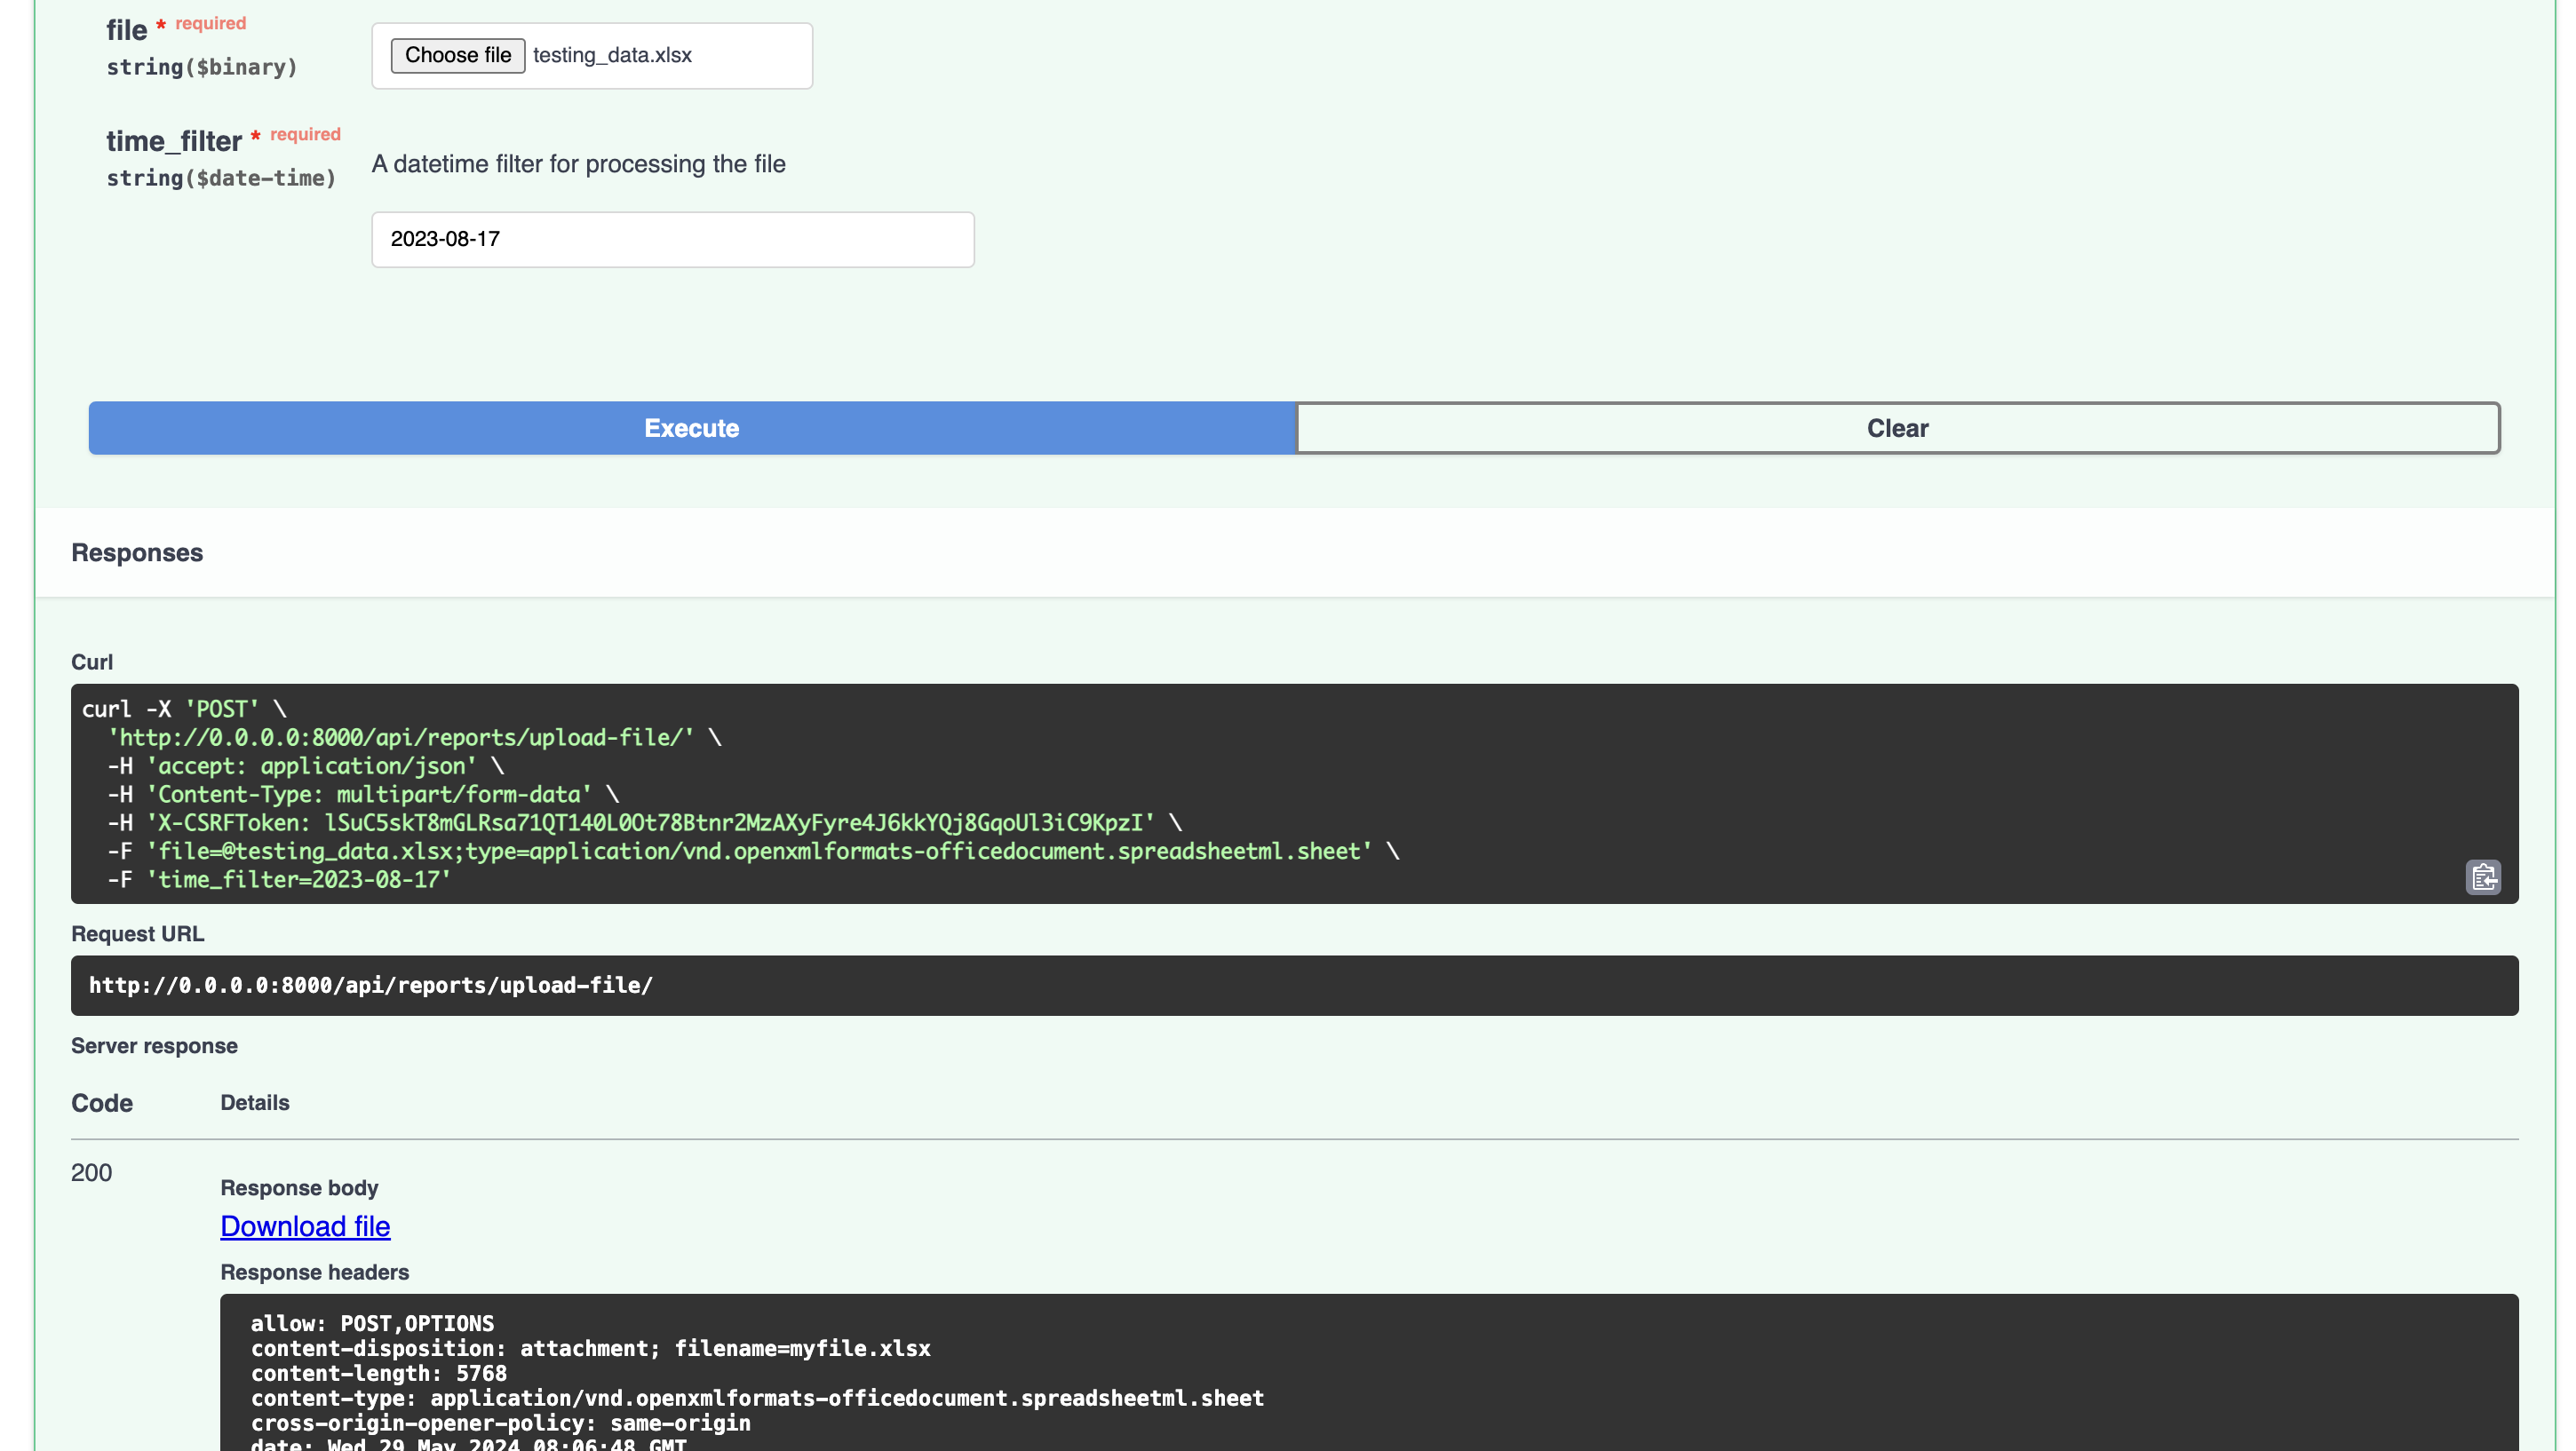 file * required
string($binary)
Choose file testing_data.xlsx
time_filter * required
string($date-time)
A datetime filter for processing the file
2023-08-17
Execute
Clear
Responses
Curl
curl -X 'POST' \
'http://0.0.0.0:8000/api/reports/upload-file/' \
-H 'accept: application/json' \
-H 'Content-Type: multipart/form-data' \
-H 'X-CSRFToken: lSuC5skT8mGLRsa71QT140L0Ot78Btnr2MzAXyFyre4J6kkYQj8GqoUl3iC9KpzI' \
-F 'file=@testing_data.xlsx;type=application/vnd.openxmlformats-officedocument.spreadsheetml.sheet' \
-F 'time_filter=2023-08-17'
Request URL
http://0.0.0.0:8000/api/reports/upload-file/
Server response
Code Details
200
Response body
Download file
Response headers
allow: POST,OPTIONS
content-disposition: attachment; filename=myfile.xlsx
content-length: 5768
content-type: application/vnd.openxmlformats-officedocument.spreadsheetml.sheet
cross-origin-opener-policy: same-origin
date: Wed,29 May 2024 08:06:48 GMT